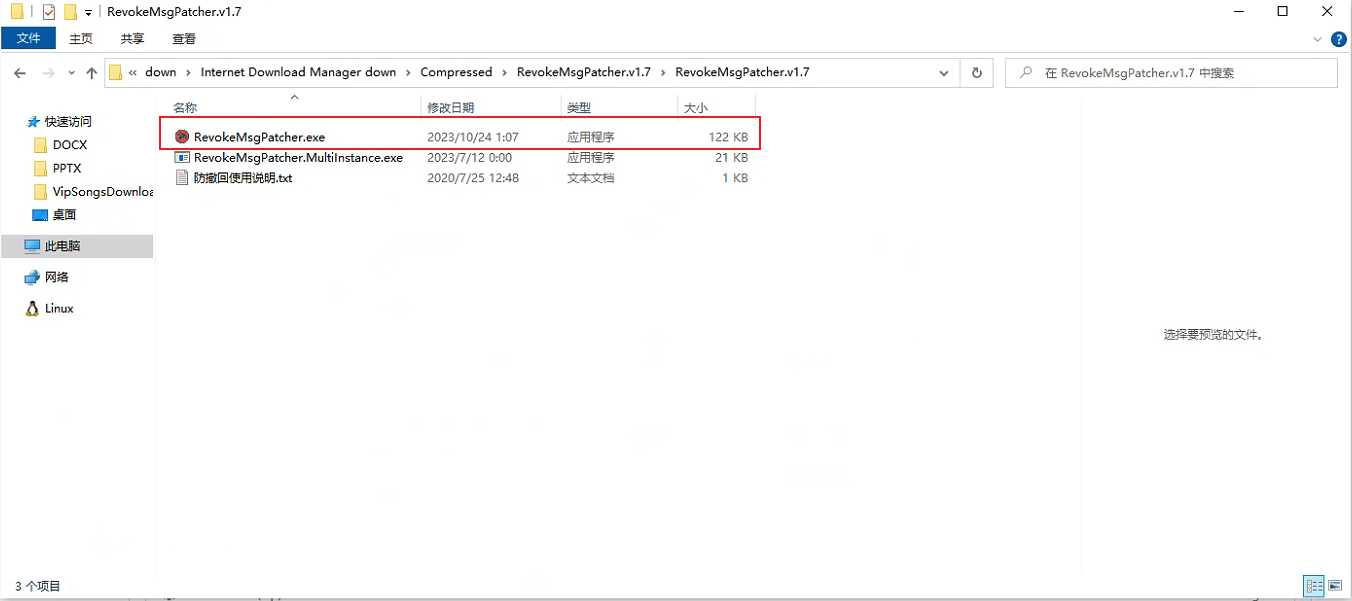 RevokeMsgPatcher.v1.7
文件 主页 共享 查看
« down › Internet Download Manager down › Compressed › RevokeMsgPatcher.v1.7 › RevokeMsgPatcher.v1.7 在 RevokeMsgPatcher.v1.7 中搜索
名称 修改日期 类型 大小
快速访问
DOCX
PPTX
VipSongsDownloa
桌面
此电脑
网络
Linux
RevokeMsgPatcher.exe 2023/10/24 1:07 应用程序 122 KB
RevokeMsgPatcher.MultiInstance.exe 2023/7/12 0:00 应用程序 21 KB
防撤回使用说明.txt 2020/7/25 12:48 文本文档 1 KB
选择要预览的文件。
3 个项目